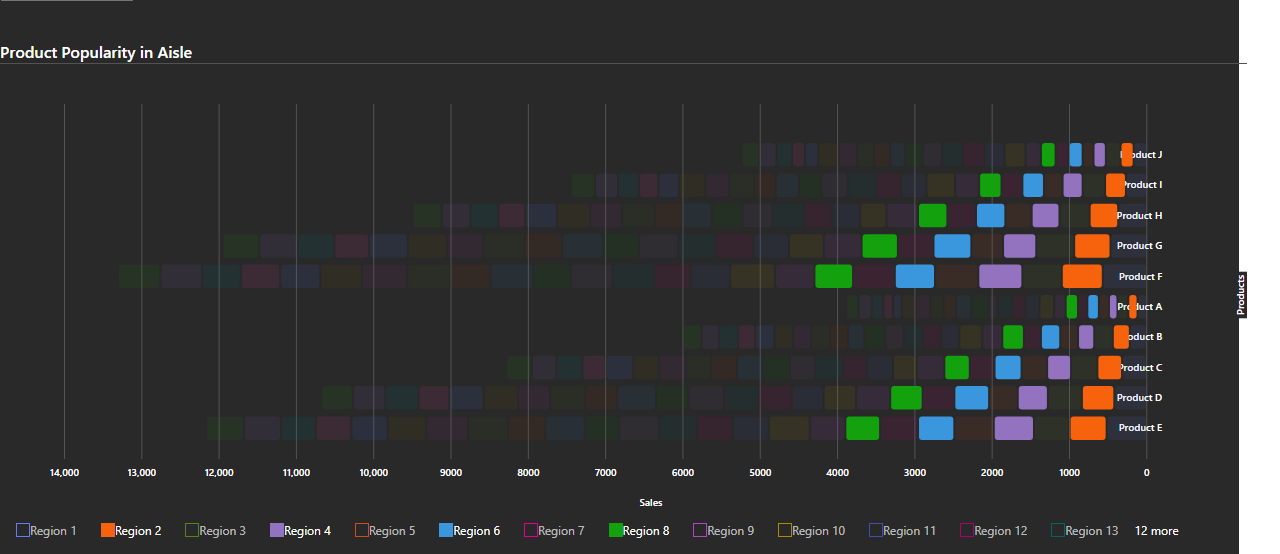 Product Popularity in Aisle
Product J
Product I
Product H
Product G
Product F
Product A
Product B
Product C
Product D
Product E
Products
14,000 13,000 12,000 11,000 10,000 9000 8000 7000 6000 5000 4000 3000 2000 1000 0
Sales
Region 1 Region 2 Region 3 Region 4 Region 5 Region 6 Region 7 Region 8 Region 9 Region 10 Region 11 Region 12 Region 13 12 more